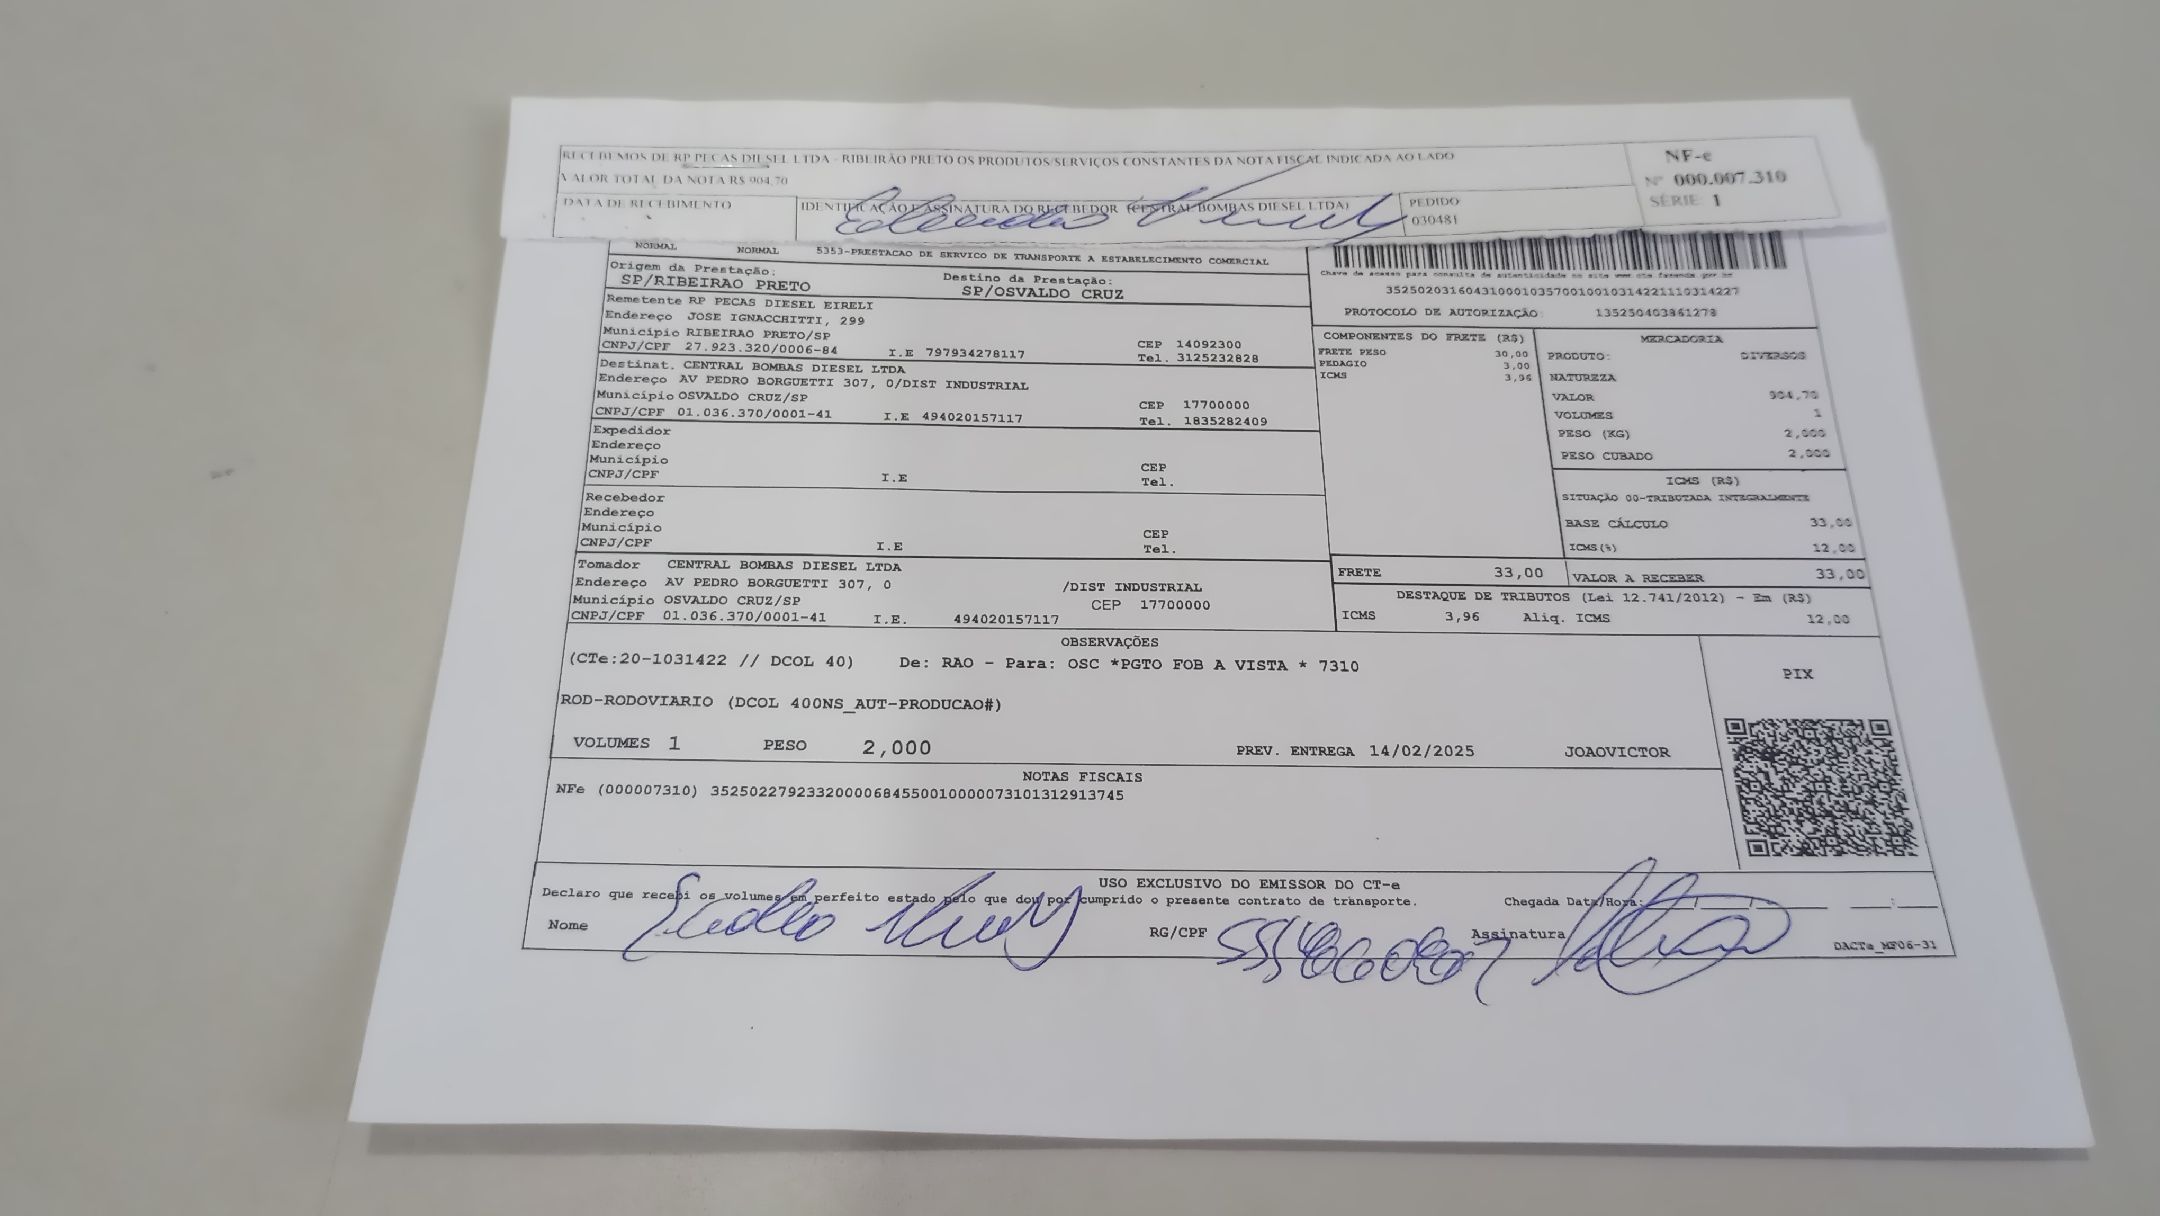 RECEBEMOS DE RP PECAS DIESEL LTDA - RIBEIRÃO PRETO OS PRODUTOS/SERVIÇOS CONSTANTES DA NOTA FISCAL INDICADA AO LADO
VALOR TOTAL DA NOTA R$ 904,70
DATA DE RECEBIMENTO
IDENTIFICAÇÃO E ASSINATURA DO RECEBEDOR (CENTRAL BOMBAS DIESEL LTDA)
PEDIDO
030481
NF-e
Nº 000.007.310
SÉRIE 1
NORMAL NORMAL 5353-PRESTACAO DE SERVICO DE TRANSPORTE A ESTABELECIMENTO COMERCIAL
Origem da Prestação: Destino da Prestação:
SP/RIBEIRAO PRETO SP/OSVALDO CRUZ
Remetente RP PECAS DIESEL EIRELI
Endereço JOSE IGNACCHITTI, 299
Município RIBEIRAO PRETO/SP CEP 14092300
CNPJ/CPF 27.923.320/0006-84 I.E 797934278117 Tel. 3125232828
Destinat. CENTRAL BOMBAS DIESEL LTDA
Endereço AV PEDRO BORGUETTI 307, 0/DIST INDUSTRIAL
Município OSVALDO CRUZ/SP CEP 17700000
CNPJ/CPF 01.036.370/0001-41 I.E 494020157117 Tel. 1835282409
Expedidor
Endereço
Município CEP
CNPJ/CPF I.E Tel.
Recebedor
Endereço
Município CEP
CNPJ/CPF I.E Tel.
Tomador CENTRAL BOMBAS DIESEL LTDA
Endereço AV PEDRO BORGUETTI 307, 0 /DIST INDUSTRIAL
Município OSVALDO CRUZ/SP CEP 17700000
CNPJ/CPF 01.036.370/0001-41 I.E. 494020157117
Chave de acesso para consulta de autenticidade no site www.cte.fazenda.gov.br
35250203160431000103570010010314221110314227
PROTOCOLO DE AUTORIZAÇÃO: 135250403861278
COMPONENTES DO FRETE (R$)
FRETE PESO 30,00
PEDAGIO 3,00
ICMS 3,96
MERCADORIA
PRODUTO: DIVERSOS
NATUREZA
VALOR 904,70
VOLUMES 1
PESO (KG) 2,000
PESO CUBADO 2,000
ICMS (R$)
SITUAÇÃO 00-TRIBUTADA INTEGRALMENTE
BASE CÁLCULO 33,00
ICMS(%) 12,00
FRETE 33,00 VALOR A RECEBER 33,00
DESTAQUE DE TRIBUTOS (Lei 12.741/2012) - Em (R$)
ICMS 3,96 Aliq. ICMS 12,00
OBSERVAÇÕES
(CTe:20-1031422 // DCOL 40) De: RAO - Para: OSC *PGTO FOB A VISTA * 7310
ROD-RODOVIARIO (DCOL 400NS_AUT-PRODUCAO#)
VOLUMES 1 PESO 2,000 PREV. ENTREGA 14/02/2025 JOAOVICTOR
PIX
NOTAS FISCAIS
NFe (000007310) 35250227923320000684550010000073101312913745
USO EXCLUSIVO DO EMISSOR DO CT-e
Declaro que recebi os volumes em perfeito estado pelo que dou por cumprido o presente contrato de transporte. Chegada Data/Hora:
Nome RG/CPF Assinatura
DACTe_MF06-31